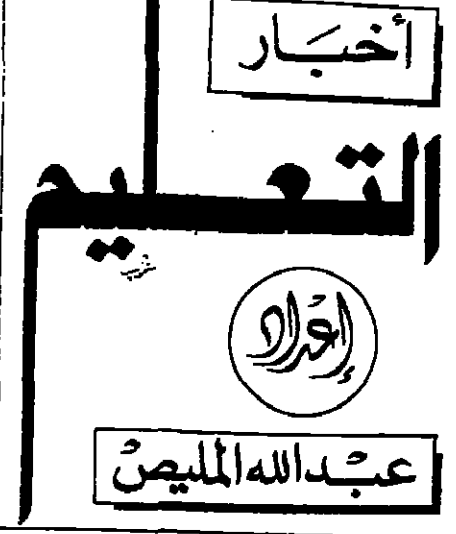 أخبار
التعليم
إعداد
عبدالله المليص